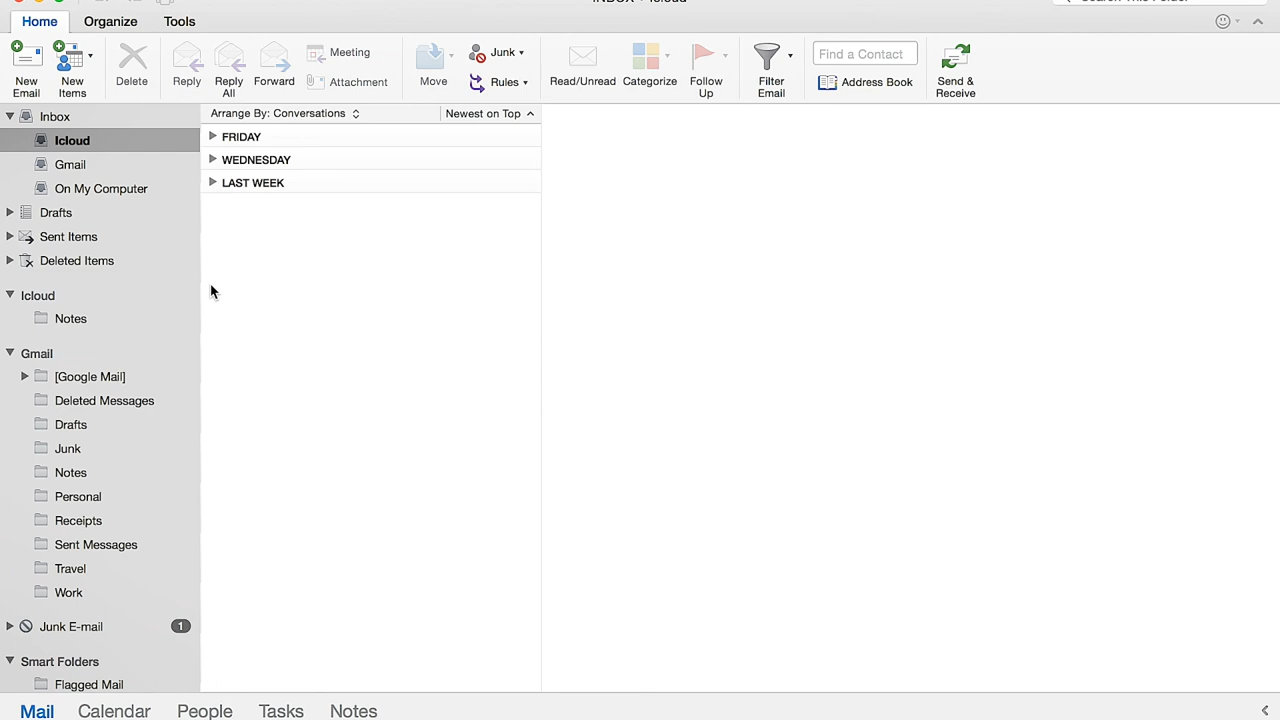 Home Organize Tools
New Email
New Items
Delete
Reply
Reply All
Forward
Meeting
Attachment
Move
Junk
Rules
Read/Unread
Categorize
Follow Up
Filter Email
Find a Contact
Address Book
Send & Receive
Inbox
Icloud
Gmail
On My Computer
Drafts
Sent Items
Deleted Items
Icloud
Notes
Gmail
[Google Mail]
Deleted Messages
Drafts
Junk
Notes
Personal
Receipts
Sent Messages
Travel
Work
Junk E-mail 1
Smart Folders
Flagged Mail
Arrange By: Conversations Newest on Top
FRIDAY
WEDNESDAY
LAST WEEK
Mail Calendar People Tasks Notes